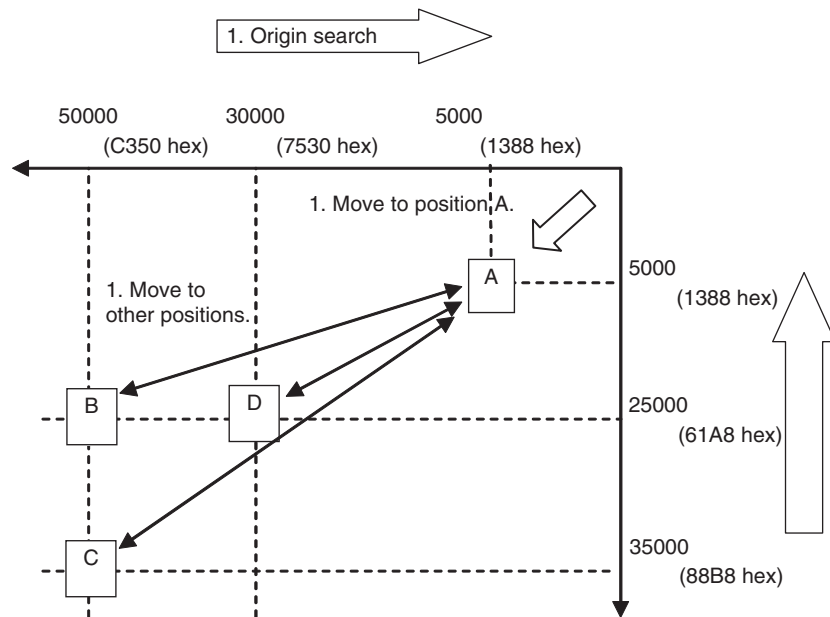 1. Origin search
50000
(C350 hex)
30000
(7530 hex)
5000
(1388 hex)
1. Move to position A.
A
5000
(1388 hex)
1. Move to
other positions.
B
D
25000
(61A8 hex)
C
35000
(88B8 hex)